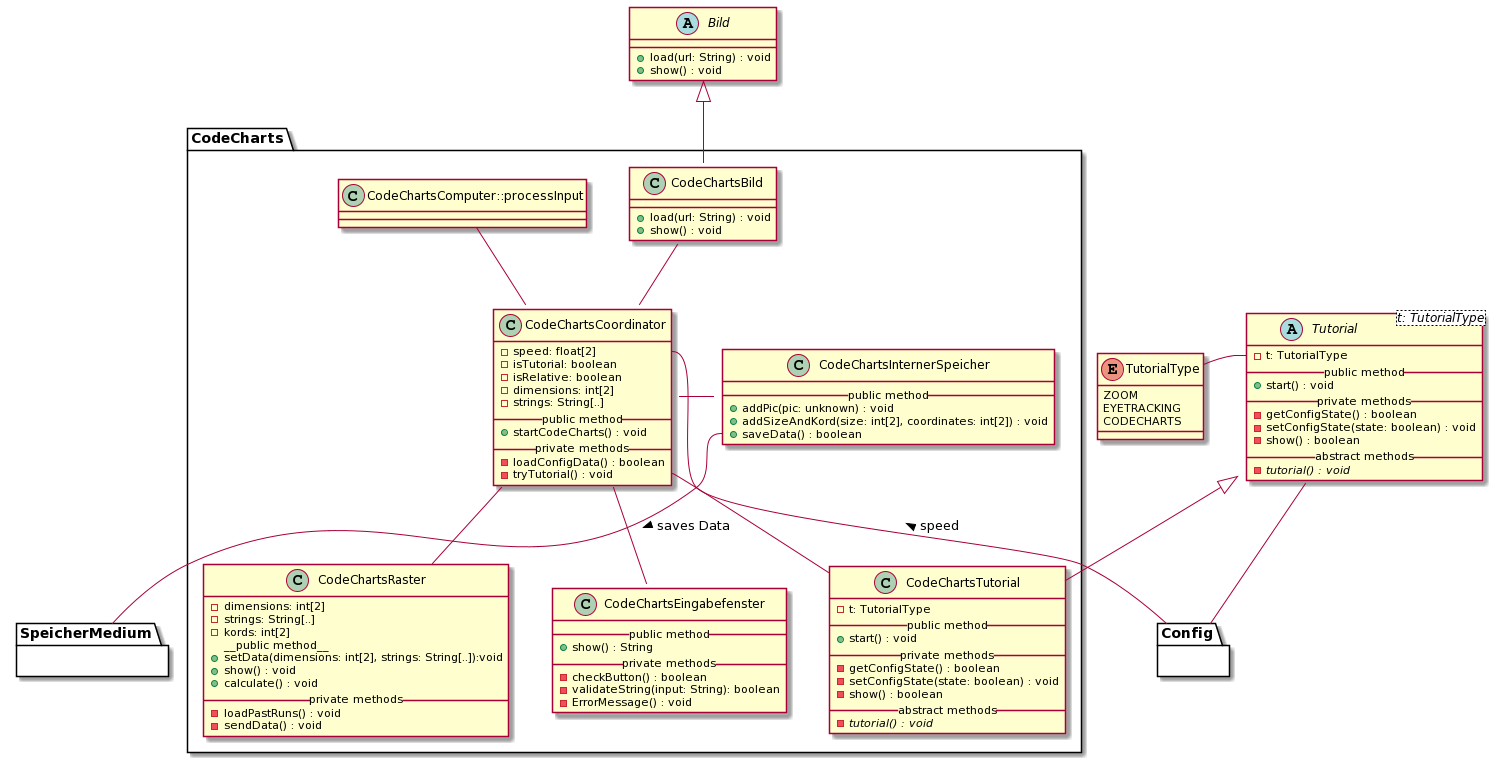 A Bild
load(url: String) : void
show() : void
CodeCharts
C CodeChartsComputer::processInput
C CodeChartsBild
load(url: String) : void
show() : void
C CodeChartsCoordinator
speed: float[2]
isTutorial: boolean
isRelative: boolean
dimensions: int[2]
strings: String[..]
public method
startCodeCharts() : void
private methods
loadConfigData() : boolean
tryTutorial() : void
C CodeChartsInternerSpeicher
public method
addPic(pic: unknown) : void
addSizeAndKord(size: int[2], coordinates: int[2]) : void
saveData() : boolean
E TutorialType
ZOOM
EYETRACKING
CODECHARTS
t: TutorialType
A Tutorial
t: TutorialType
public method
start() : void
private methods
getConfigState() : boolean
setConfigState(state: boolean) : void
show() : boolean
abstract methods
tutorial() : void
saves Data
speed
SpeicherMedium
C CodeChartsRaster
dimensions: int[2]
strings: String[..]
kords: int[2]
__public method__
setData(dimensions: int[2], strings: String[..]):void
show() : void
calculate() : void
private methods
loadPastRuns() : void
sendData() : void
C CodeChartsEingabefenster
public method
show() : String
private methods
checkButton() : boolean
validateString(input: String): boolean
ErrorMessage() : void
C CodeChartsTutorial
t: TutorialType
public method
start() : void
private methods
getConfigState() : boolean
setConfigState(state: boolean) : void
show() : boolean
abstract methods
tutorial() : void
Config